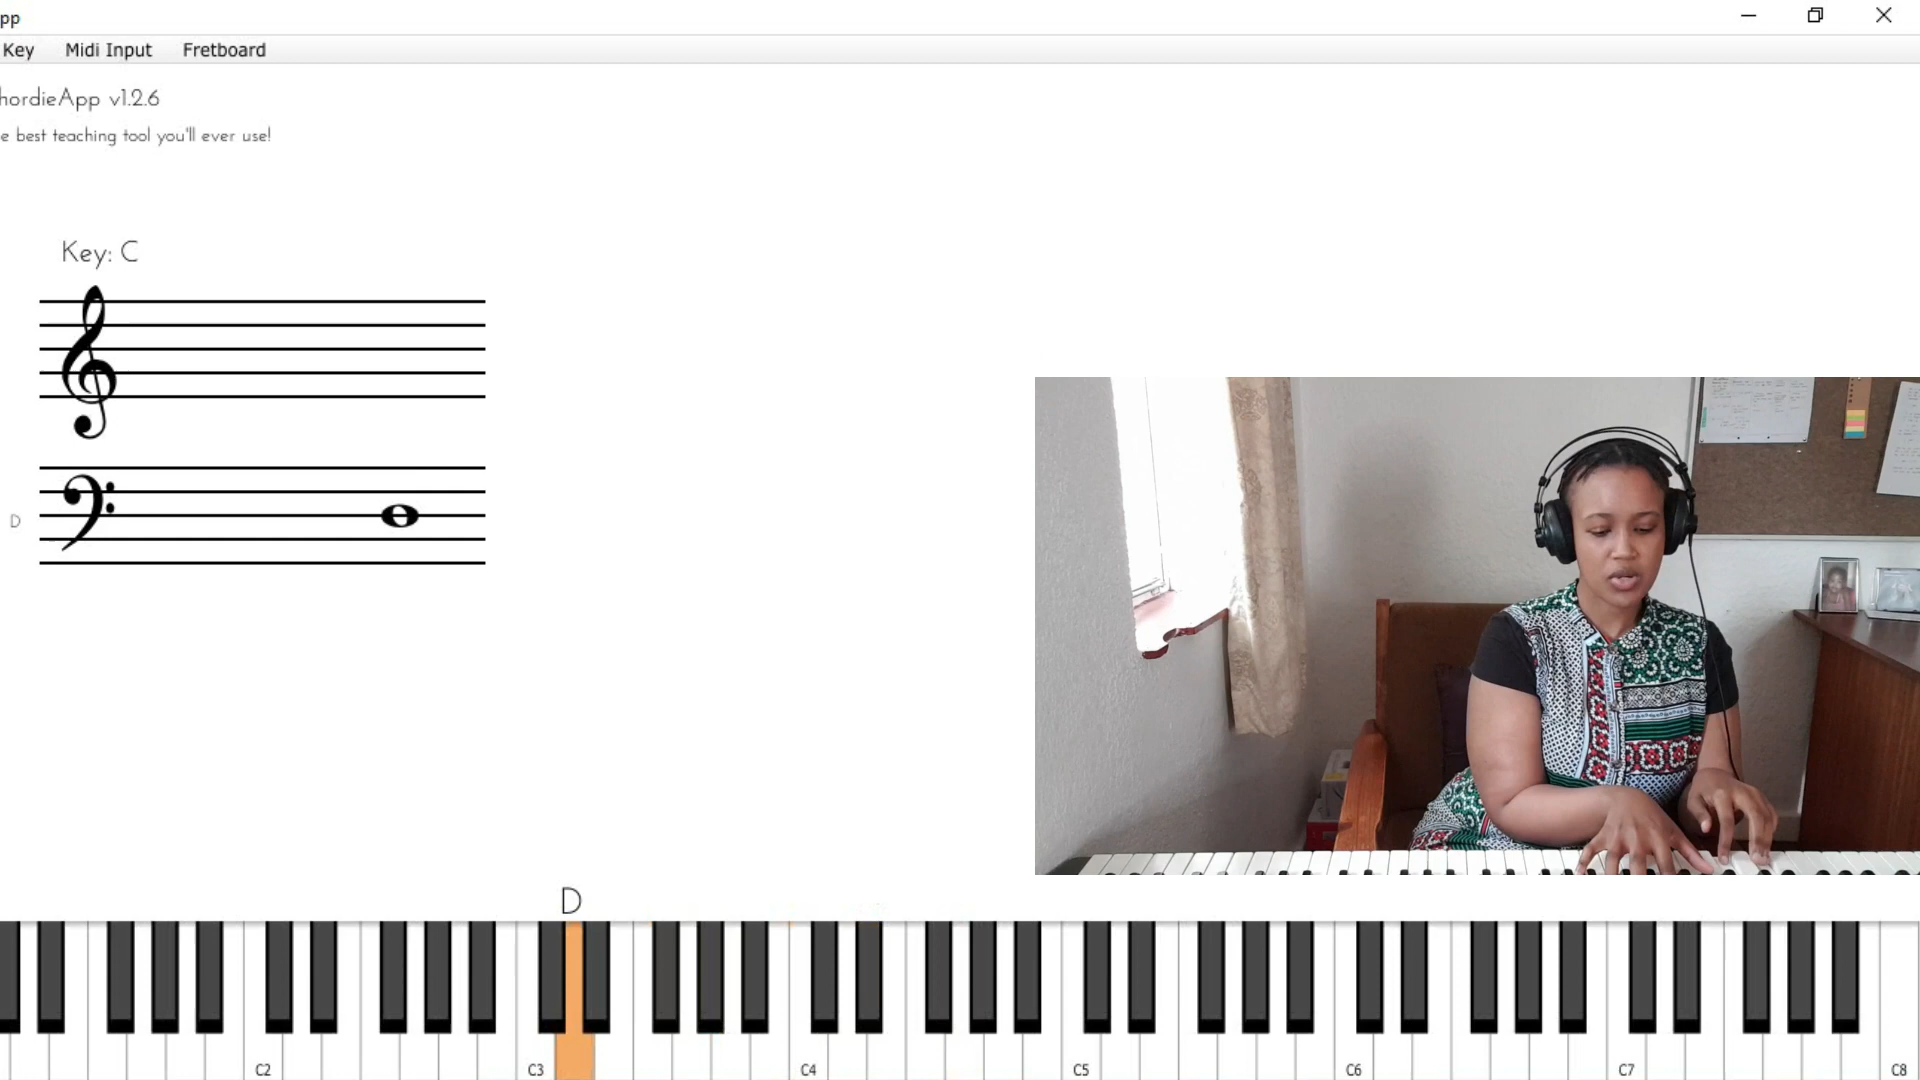 pp
Key Midi Input Fretboard
hordieApp v1.2.6
e best teaching tool you'll ever use!
Key: C
D
D
C2 C3 C4 C5 C6 C7 C8